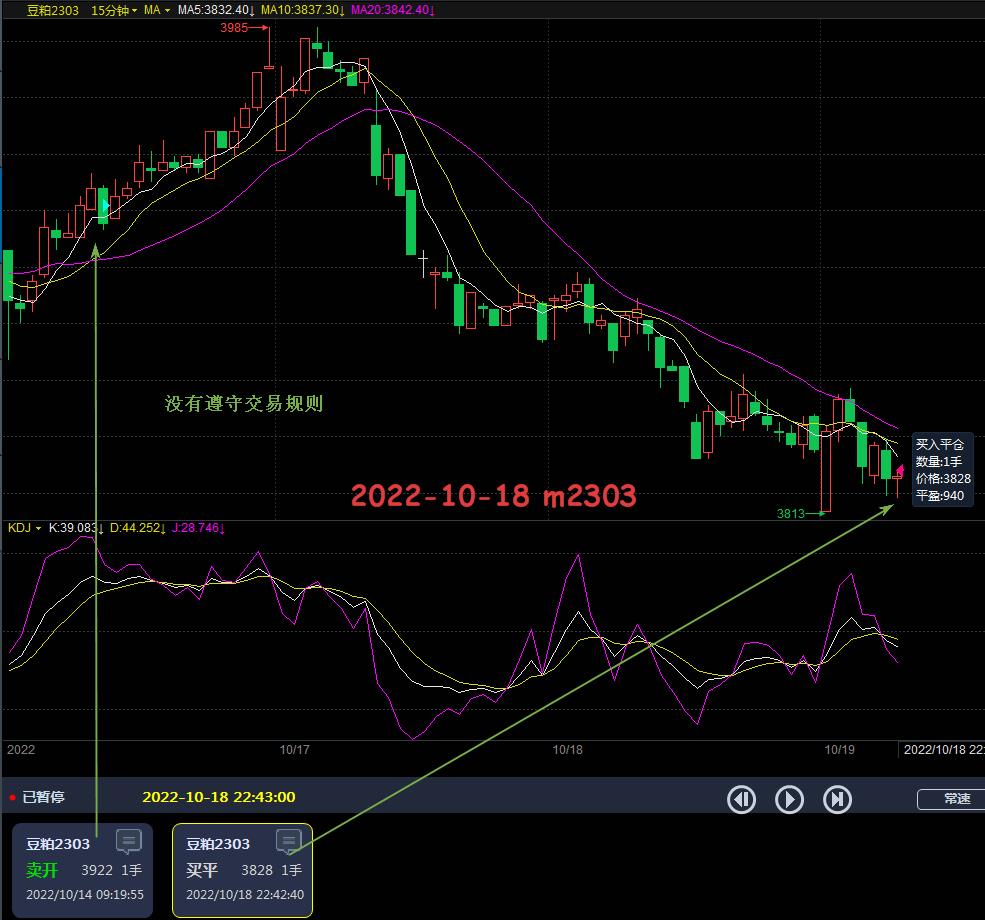 豆粕2303 15分钟 MA MA5:3832.40↓ MA10:3837.30↓ MA20:3842.40↓
3985
没有遵守交易规则
买入平仓
数量:1手
价格:3828
平盈:940
2022-10-18 m2303
3813
KDJ K:39.083↓ D:44.252↓ J:28.746↓
2022 10/17 10/18 10/19 2022/10/18 22:
已暂停 2022-10-18 22:43:00 常速
豆粕2303
卖开 3922 1手
2022/10/14 09:19:55
豆粕2303
买平 3828 1手
2022/10/18 22:42:40